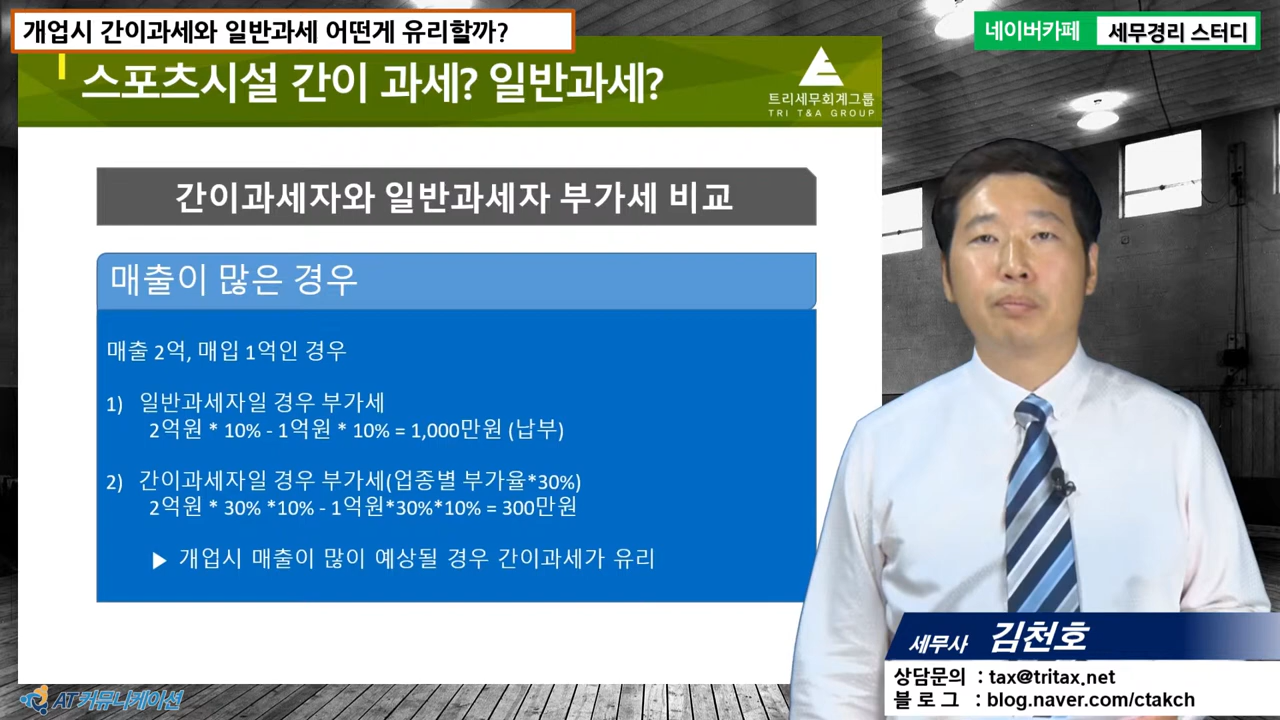 개업시 간이과세와 일반과세 어떤게 유리할까?
네이버카페 세무경리 스터디
스포츠시설 간이 과세? 일반과세?
트리세무회계그룹
TRI T&A GROUP
간이과세자와 일반과세자 부가세 비교
매출이 많은 경우
매출 2억, 매입 1억인 경우
1) 일반과세자일 경우 부가세
2억원 * 10% - 1억원 * 10% = 1,000만원 (납부)
2) 간이과세자일 경우 부가세(업종별 부가율*30%)
2억원 * 30% *10% - 1억원*30%*10% = 300만원
▶ 개업시 매출이 많이 예상될 경우 간이과세가 유리
세무사 김천호
상담문의 : tax@tritax.net
블로그 : blog.naver.com/ctakch
AT커뮤니케이션